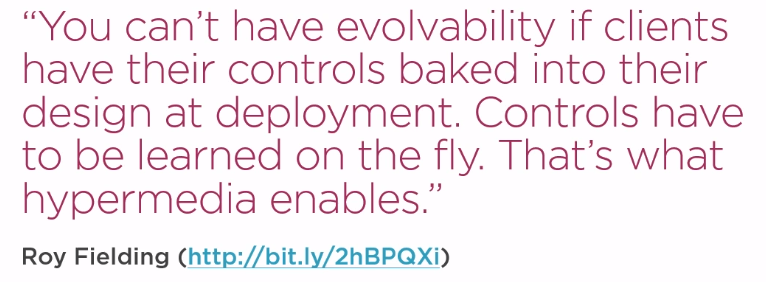 “You can’t have evolvability if clients
have their controls baked into their
design at deployment. Controls have
to be learned on the fly. That’s what
hypermedia enables.”
Roy Fielding (http://bit.ly/2hBPQXi)